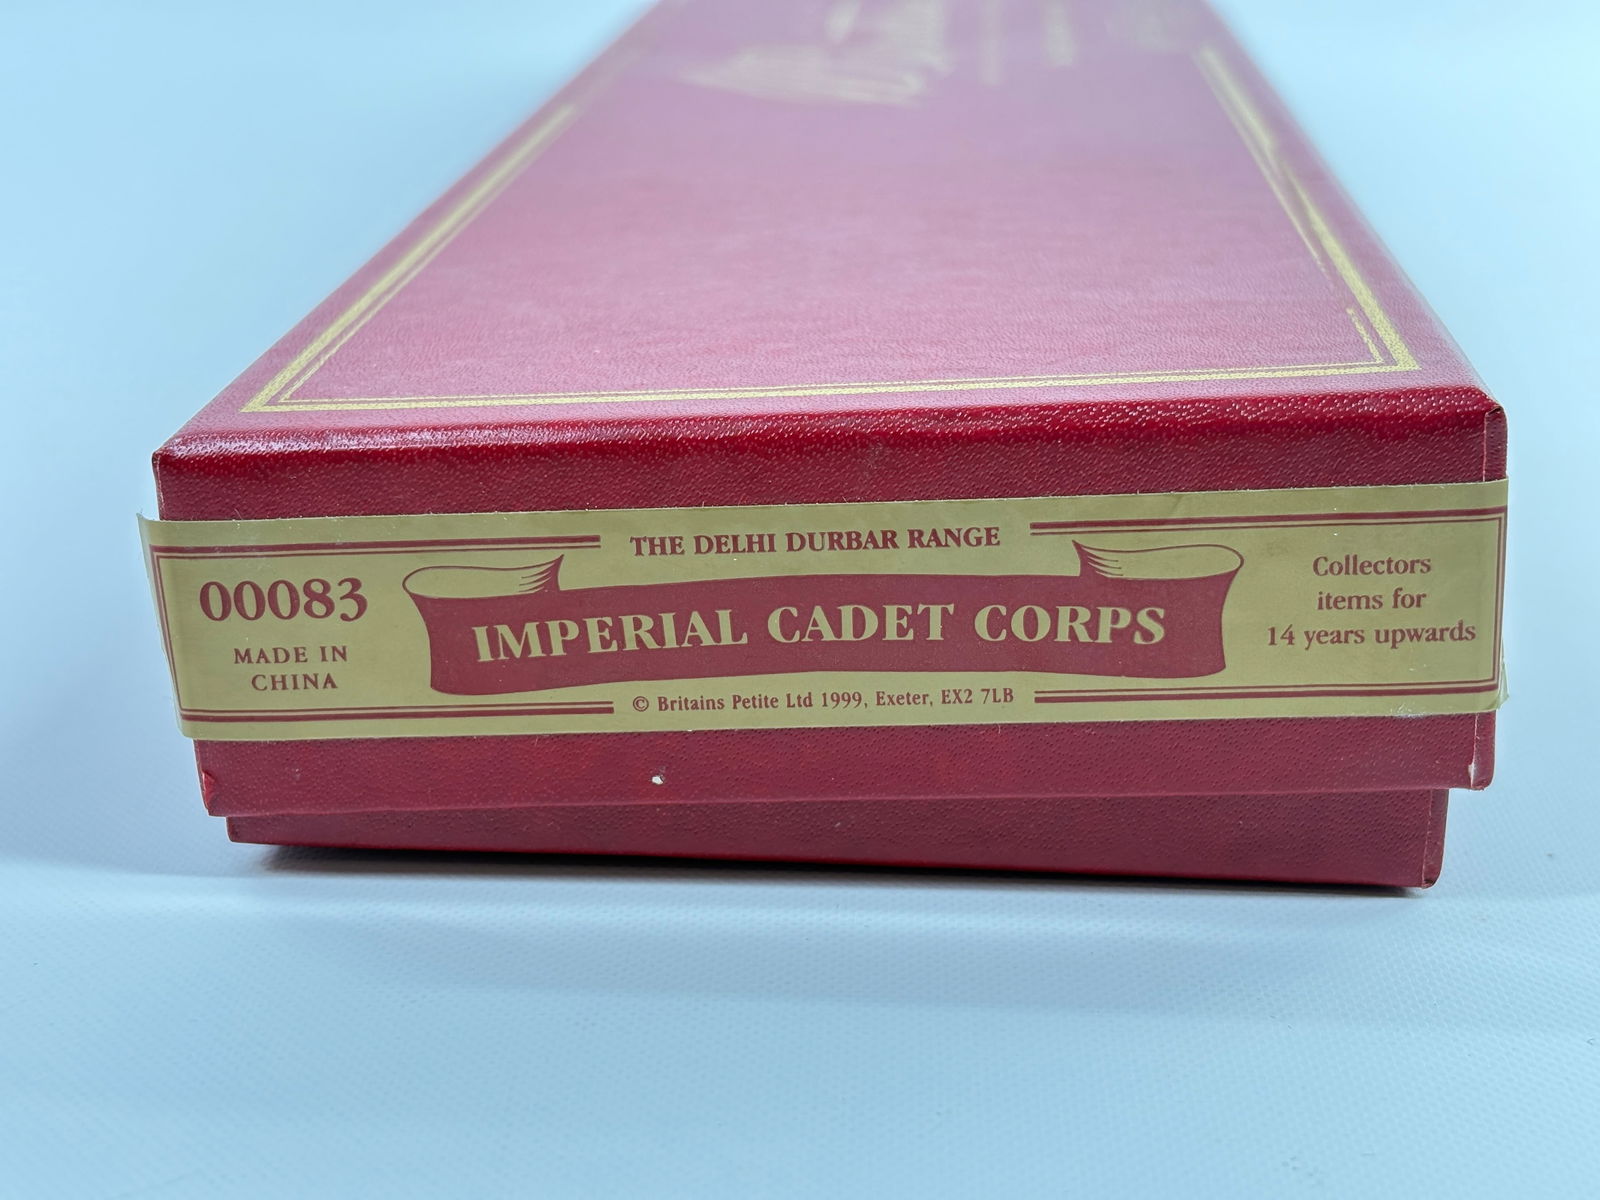 THE DELHI DURBAR RANGE
00083
MADE IN
CHINA
IMPERIAL CADET CORPS
Collectors
items for
14 years upwards
© Britains Petite Ltd 1999, Exeter, EX2 7LB